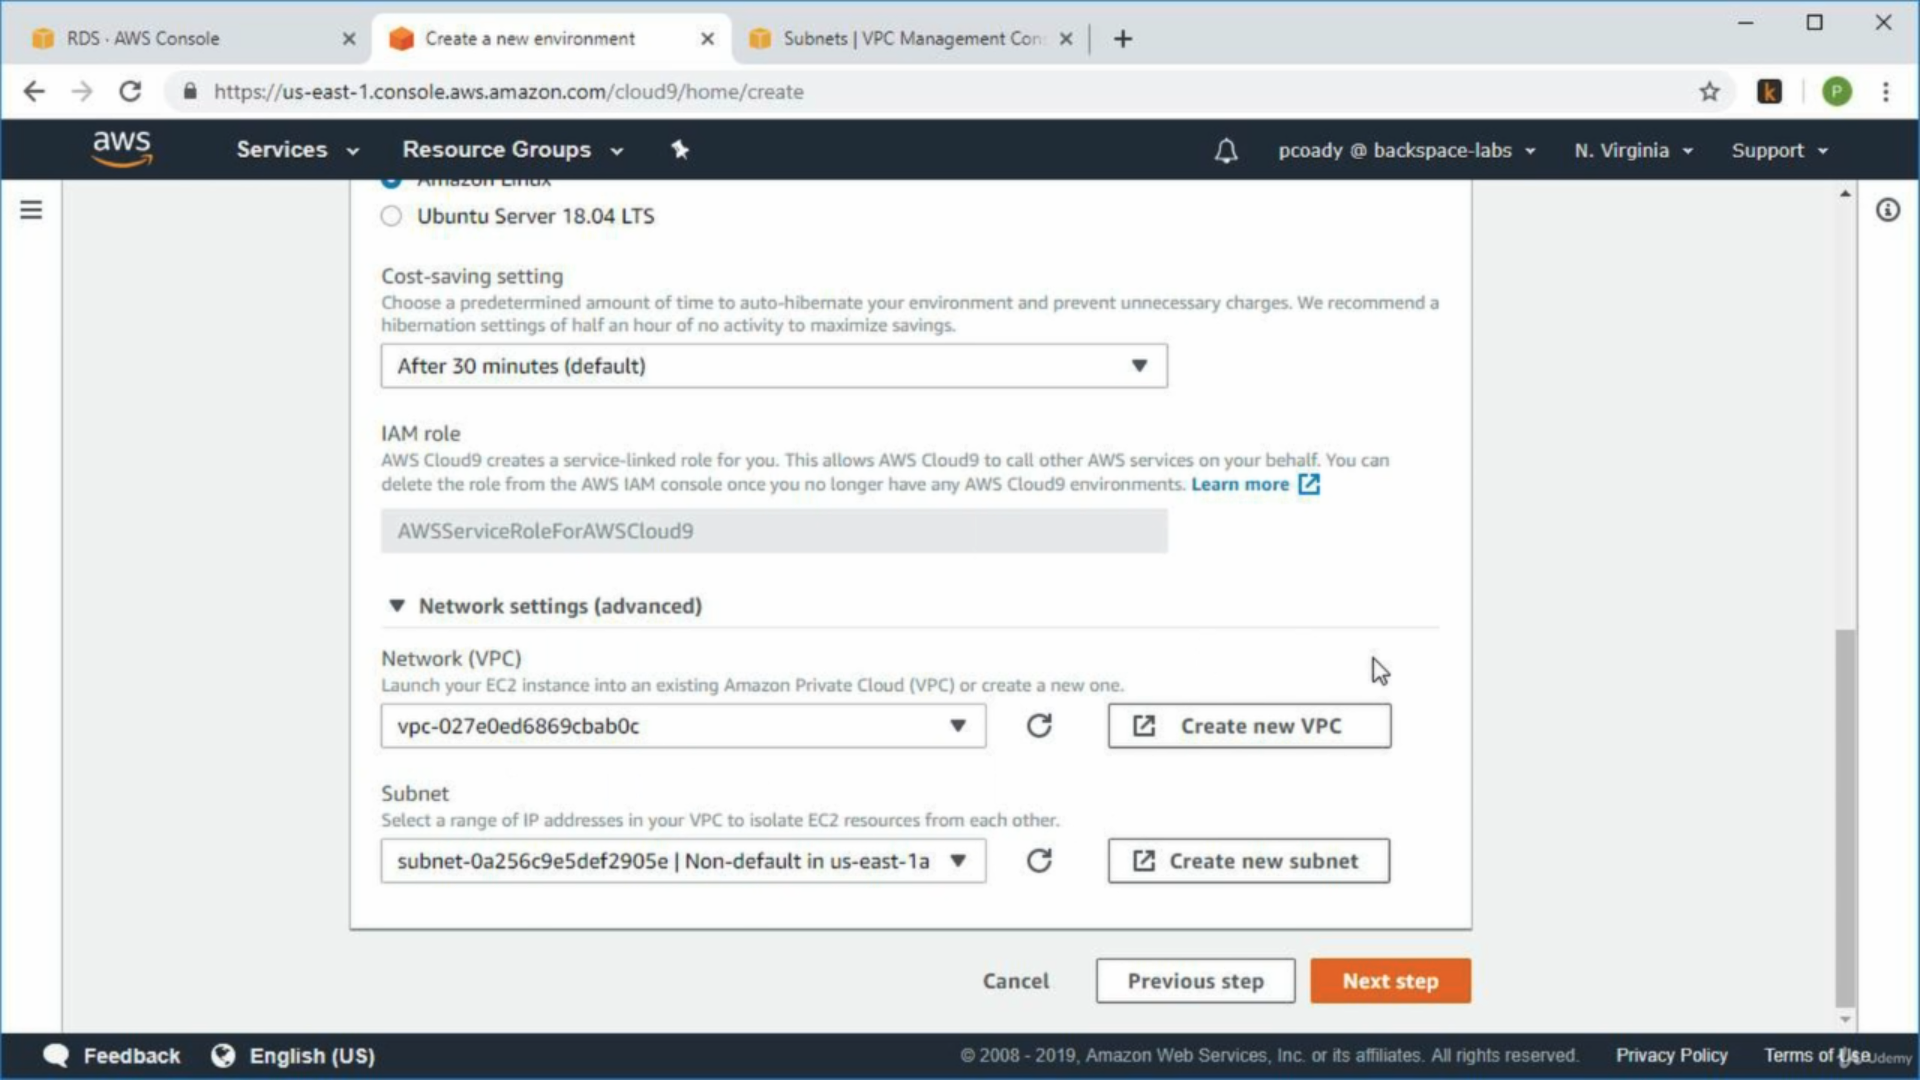 RDS · AWS Console
Create a new environment
Subnets | VPC Management Con
https://us-east-1.console.aws.amazon.com/cloud9/home/create
k
P
aws
Services
Resource Groups
pcoady @ backspace-labs
N. Virginia
Support
Amazon Linux
Ubuntu Server 18.04 LTS
Cost-saving setting
Choose a predetermined amount of time to auto-hibernate your environment and prevent unnecessary charges. We recommend a
hibernation settings of half an hour of no activity to maximize savings.
After 30 minutes (default)
IAM role
AWS Cloud9 creates a service-linked role for you. This allows AWS Cloud9 to call other AWS services on your behalf. You can
delete the role from the AWS IAM console once you no longer have any AWS Cloud9 environments. Learn more
AWSServiceRoleForAWSCloud9
Network settings (advanced)
Network (VPC)
Launch your EC2 instance into an existing Amazon Private Cloud (VPC) or create a new one.
vpc-027e0ed6869cbab0c
Create new VPC
Subnet
Select a range of IP addresses in your VPC to isolate EC2 resources from each other.
subnet-0a256c9e5def2905e | Non-default in us-east-1a
Create new subnet
Cancel
Previous step
Next step
Feedback
English (US)
© 2008 - 2019, Amazon Web Services, Inc. or its affiliates. All rights reserved.
Privacy Policy
Terms of Use
Udemy